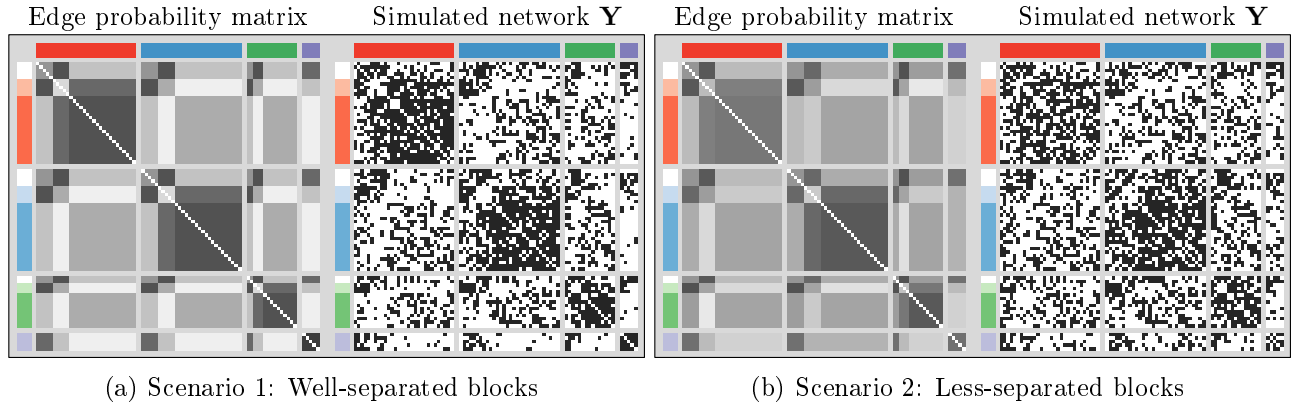 Edge probability matrix Simulated network Y Edge probability matrix Simulated network Y
(a) Scenario 1: Well-separated blocks (b) Scenario 2: Less-separated blocks